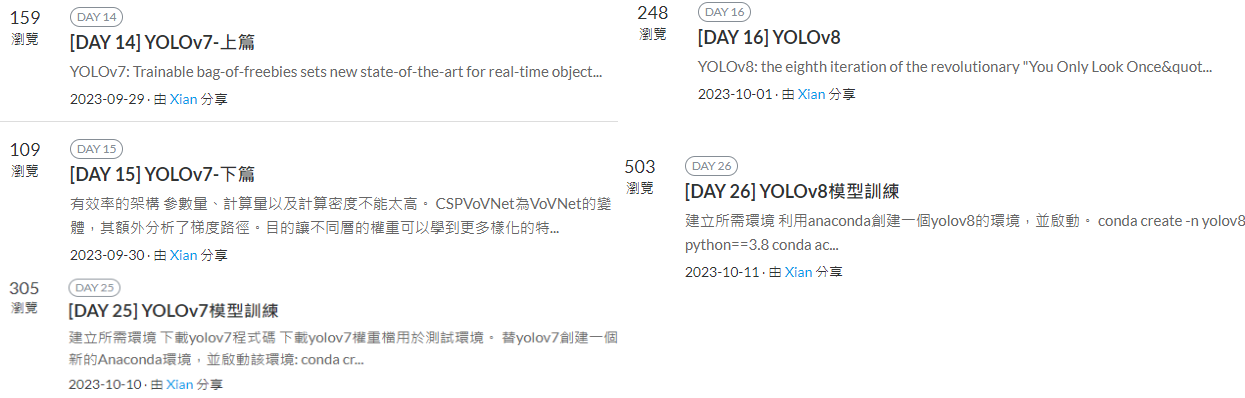 159
瀏覽
DAY 14
[DAY 14] YOLOv7-上篇
YOLOv7: Trainable bag-of-freebies sets new state-of-the-art for real-time object...
2023-09-29 · 由 Xian 分享
109
瀏覽
DAY 15
[DAY 15] YOLOv7-下篇
有效率的架構 參數量、計算量以及計算密度不能太高。 CSPVoVNet為VoVNet的變
體，其額外分析了梯度路徑。目的讓不同層的權重可以學到更多樣化的特...
2023-09-30 · 由 Xian 分享
305
瀏覽
DAY 25
[DAY 25] YOLOv7模型訓練
建立所需環境 下載yolov7程式碼 下載yolov7權重檔用於測試環境。 替yolov7創建一個
新的Anaconda環境，並啟動該環境: conda cr...
2023-10-10 · 由 Xian 分享
248
瀏覽
DAY 16
[DAY 16] YOLOv8
YOLOv8: the eighth iteration of the revolutionary "You Only Look Once&quot...
2023-10-01 · 由 Xian 分享
503
瀏覽
DAY 26
[DAY 26] YOLOv8模型訓練
建立所需環境 利用anaconda創建一個yolov8的環境，並啟動。 conda create -n yolov8
python==3.8 conda ac...
2023-10-11 · 由 Xian 分享